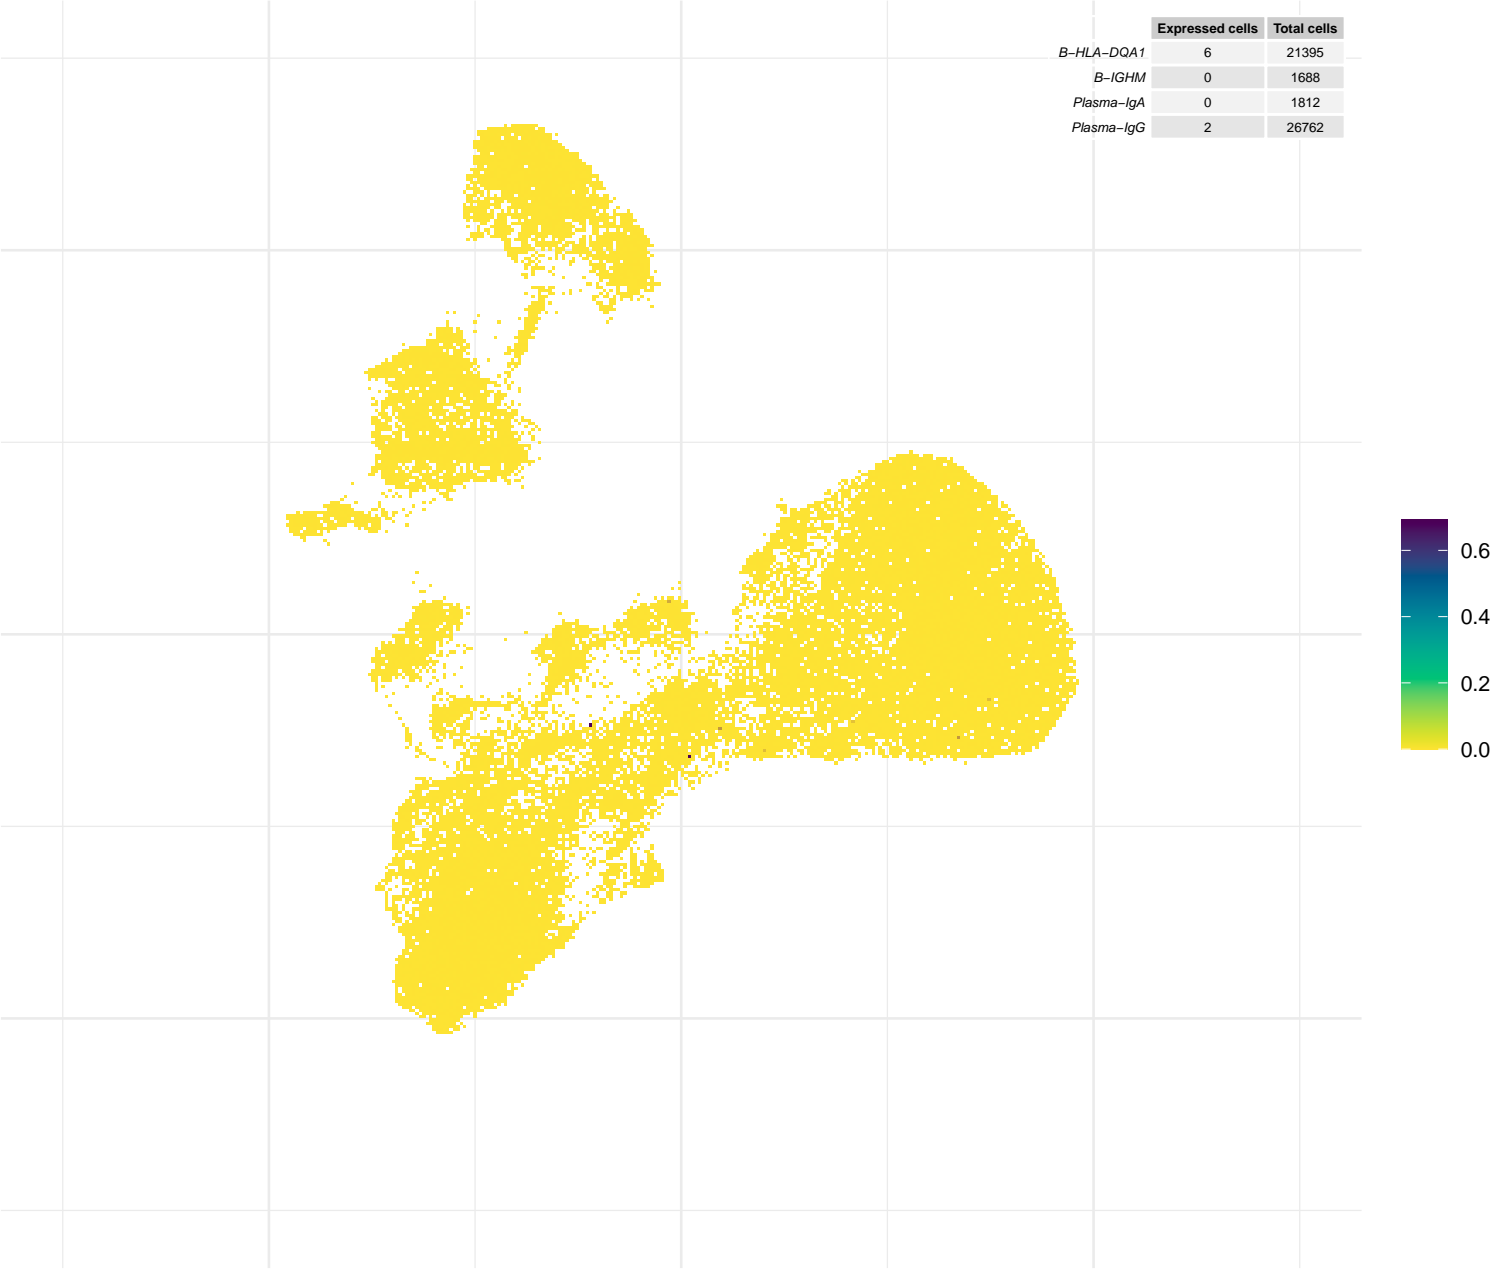 Expressed cells Total cells
B−HLA−DQA1 6 21395
B−IGHM 0 1688
Plasma−IgA 0 1812
Plasma−IgG 2 26762
0.6
0.4
0.2
0.0